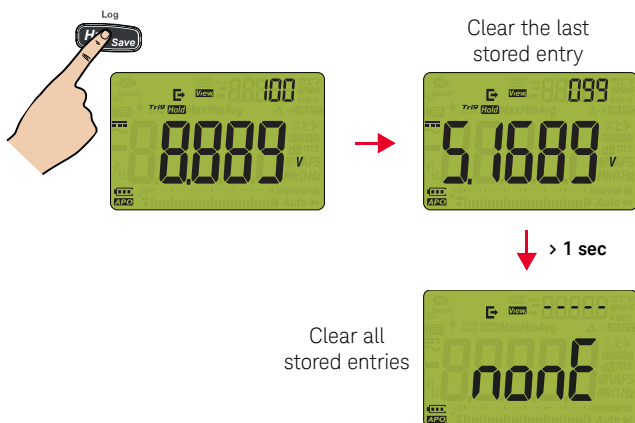 Log
Save
Clear the last
stored entry
View 100
Trig Hold
8.889 V
APO
View 099
Trig Hold
5.1689 V
APO
> 1 sec
Clear all
stored entries
View -----
nonE
APO